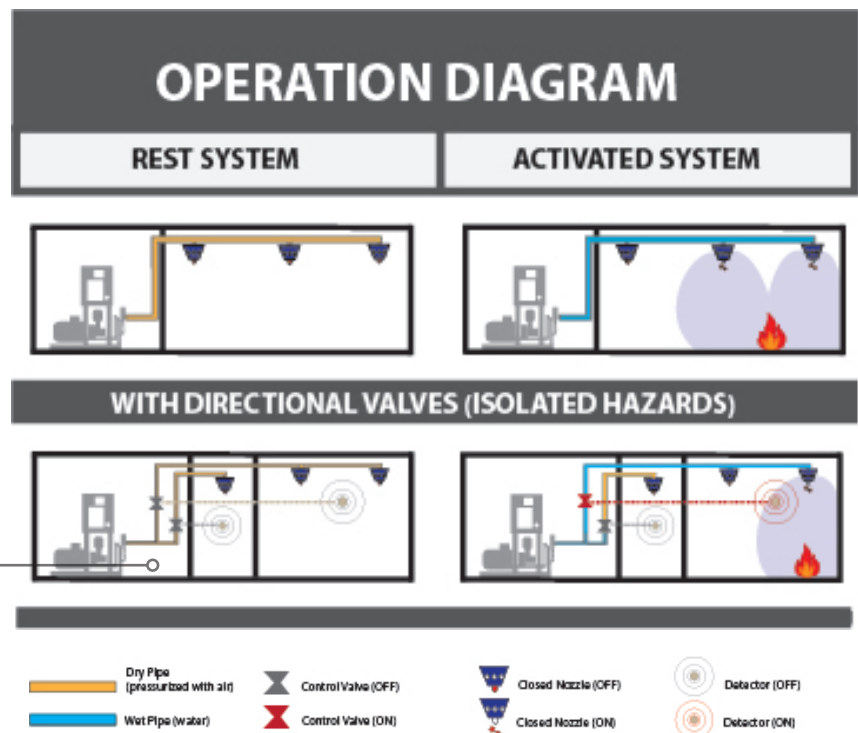 OPERATION DIAGRAM
REST SYSTEM
ACTIVATED SYSTEM
WITH DIRECTIONAL VALVES (ISOLATED HAZARDS)
Dry Pipe
(pressurized with air)
Control Valve (OFF)
Closed Nozzle (OFF)
Detector (OFF)
Wet Pipe (water)
Control Valve (ON)
Closed Nozzle (ON)
Detector (ON)